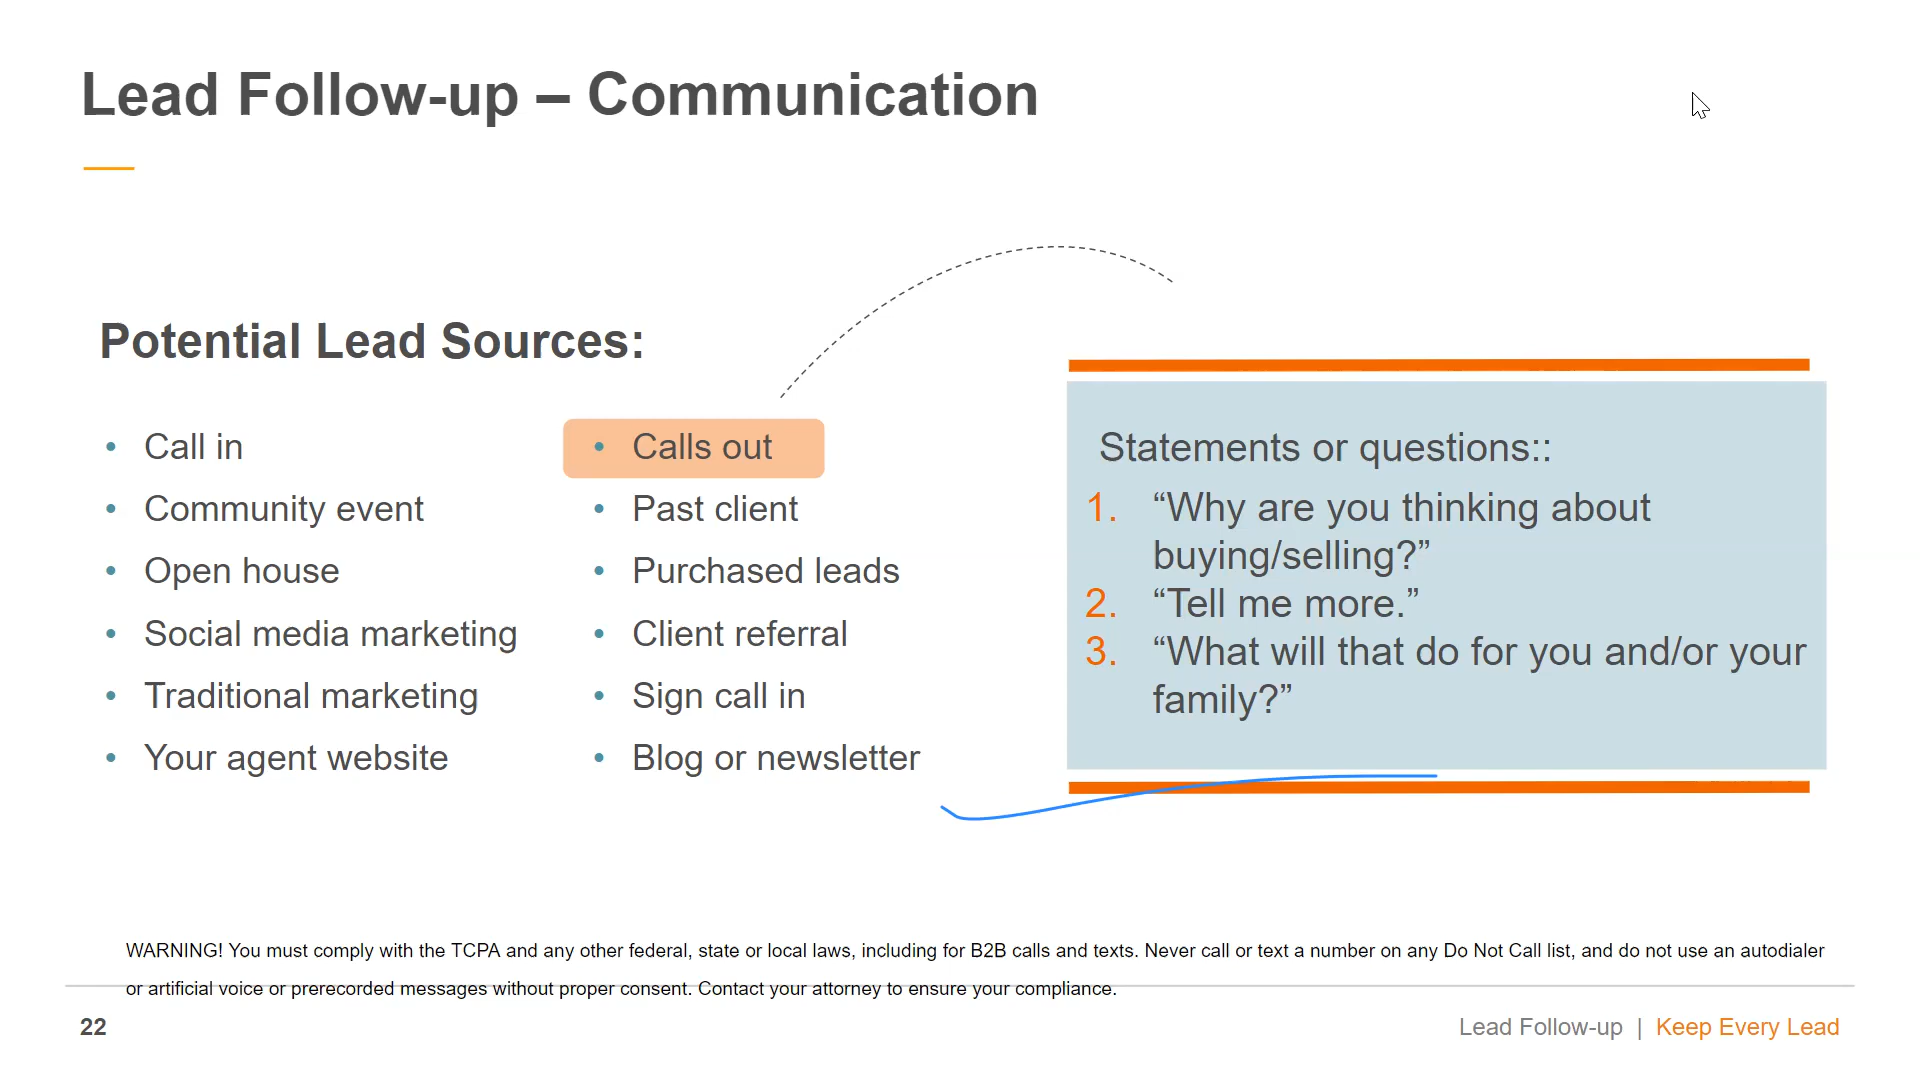 Lead Follow-up – Communication
Potential Lead Sources:
• Call in
• Community event
• Open house
• Social media marketing
• Traditional marketing
• Your agent website
• Calls out
• Past client
• Purchased leads
• Client referral
• Sign call in
• Blog or newsletter
Statements or questions::
1. “Why are you thinking about
buying/selling?”
2. “Tell me more.”
3. “What will that do for you and/or your
family?”
WARNING! You must comply with the TCPA and any other federal, state or local laws, including for B2B calls and texts. Never call or text a number on any Do Not Call list, and do not use an autodialer
or artificial voice or prerecorded messages without proper consent. Contact your attorney to ensure your compliance.
22
Lead Follow-up | Keep Every Lead